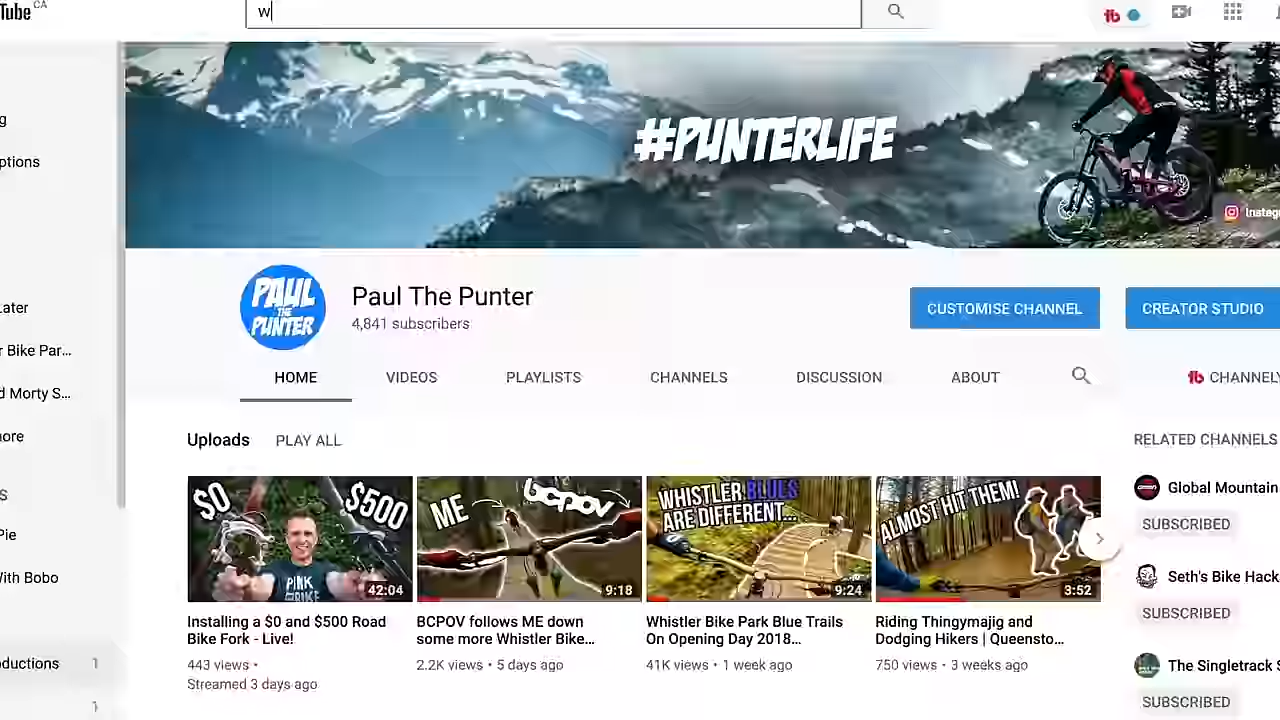 Tube CA
w
#PUNTERLIFE
Instag
PAUL
THE
PUNTER
Paul The Punter
4,841 subscribers
CUSTOMISE CHANNEL
CREATOR STUDIO
HOME
VIDEOS
PLAYLISTS
CHANNELS
DISCUSSION
ABOUT
CHANNELY
g
ptions
Later
r Bike Par...
d Morty S...
ore
S
Pie
With Bobo
oductions 1
1
Uploads
PLAY ALL
$0 $500
PINK
BIKE
42:04
Installing a $0 and $500 Road
Bike Fork - Live!
443 views •
Streamed 3 days ago
ME BCPOV
9:18
BCPOV follows ME down
some more Whistler Bike...
2.2K views • 5 days ago
WHISTLER BLUES
ARE DIFFERENT...
9:24
Whistler Bike Park Blue Trails
On Opening Day 2018...
41K views • 1 week ago
ALMOST HIT THEM!
3:52
Riding Thingymajig and
Dodging Hikers | Queensto...
750 views • 3 weeks ago
RELATED CHANNELS
Global Mountain
SUBSCRIBED
Seth's Bike Hack
SUBSCRIBED
The Singletrack S
SUBSCRIBED